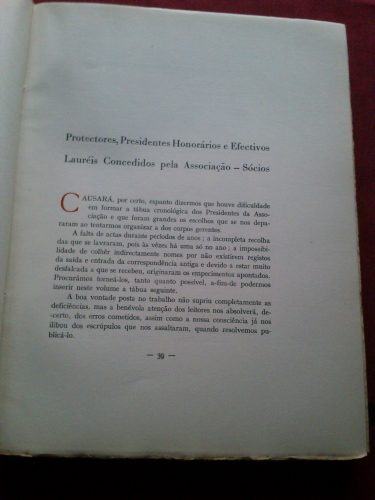 Protectores, Presidentes Honorários e Efectivos
Lauréis Concedidos pela Associação — Sócios
CAUSARÁ, por certo, espanto dizermos que houve dificuldade
em formar a tábua cronológica dos Presidentes da Asso-
ciação e que foram grandes os escolhos que se nos depa-
raram ao tentarmos organizar a dos corpos gerentes.
A falta de actas durante períodos de anos ; a incompleta recolha
das que se lavraram, pois às vezes há uma só no ano ; a impossibi-
lidade de colhêr indirectamente nomes por não existirem registos
da saída e entrada da correspondência antiga e devido a estar muito
desfalcada a que se recebeu, originaram os empecimentos apontados.
Procurámos torneá-los, tanto quanto possível, a-fim-de podermos
inserir neste volume a tábua seguinte.
A boa vontade posta no trabalho não supriu completamente as
deficiências, mas a benévola atenção dos leitores nos absolverá, de-
-certo, dos erros cometidos, assim como a nossa consciência já nos
ilibou dos escrúpulos que nos assaltaram, quando resolvemos pu-
blicá-lo.
— 39 —